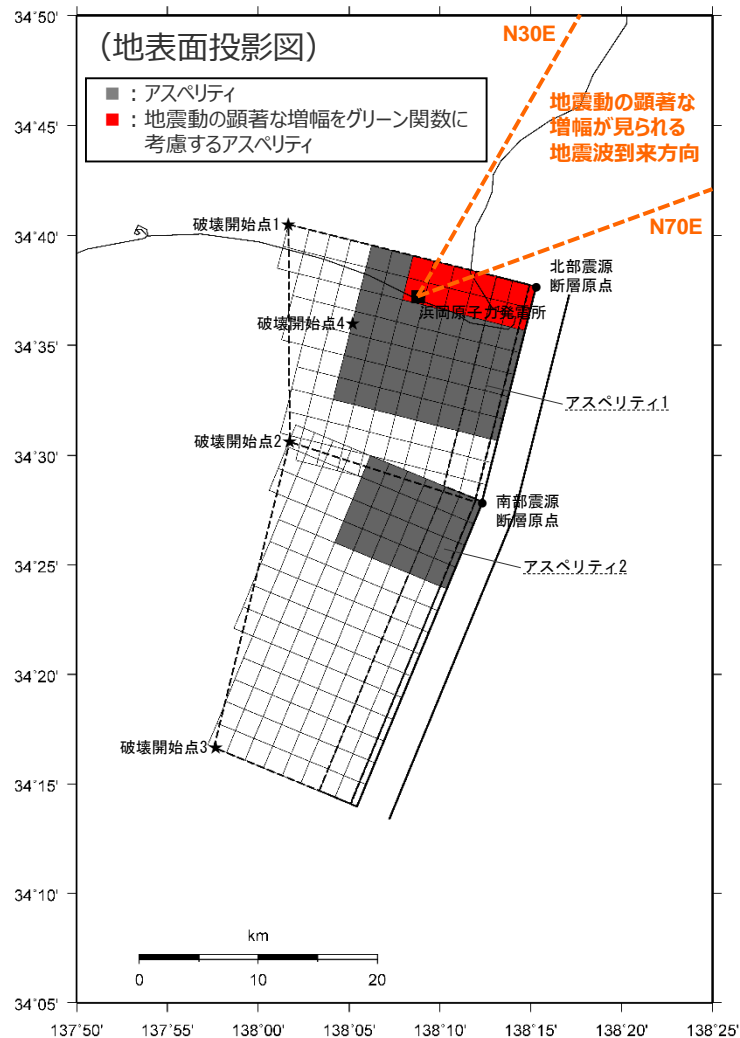 34°50'
(地表面投影図)
N30E
■:アスペリティ
■:地震動の顕著な増幅をグリーン関数に
考慮するアスペリティ
地震動の顕著な
増幅が見られる
地震波到来方向
34°45'
破壊開始点1★
34°40'
N70E
北部震源
断層原点
浜岡原子力発電所
破壊開始点4★
34°35'
アスペリティ1
破壊開始点2★
34°30'
南部震源
断層原点
アスペリティ2
34°25'
34°20'
破壊開始点3★
34°15'
34°10'
km
0 10 20
34°05'
137°50' 137°55' 138°00' 138°05' 138°10' 138°15' 138°20' 138°25'